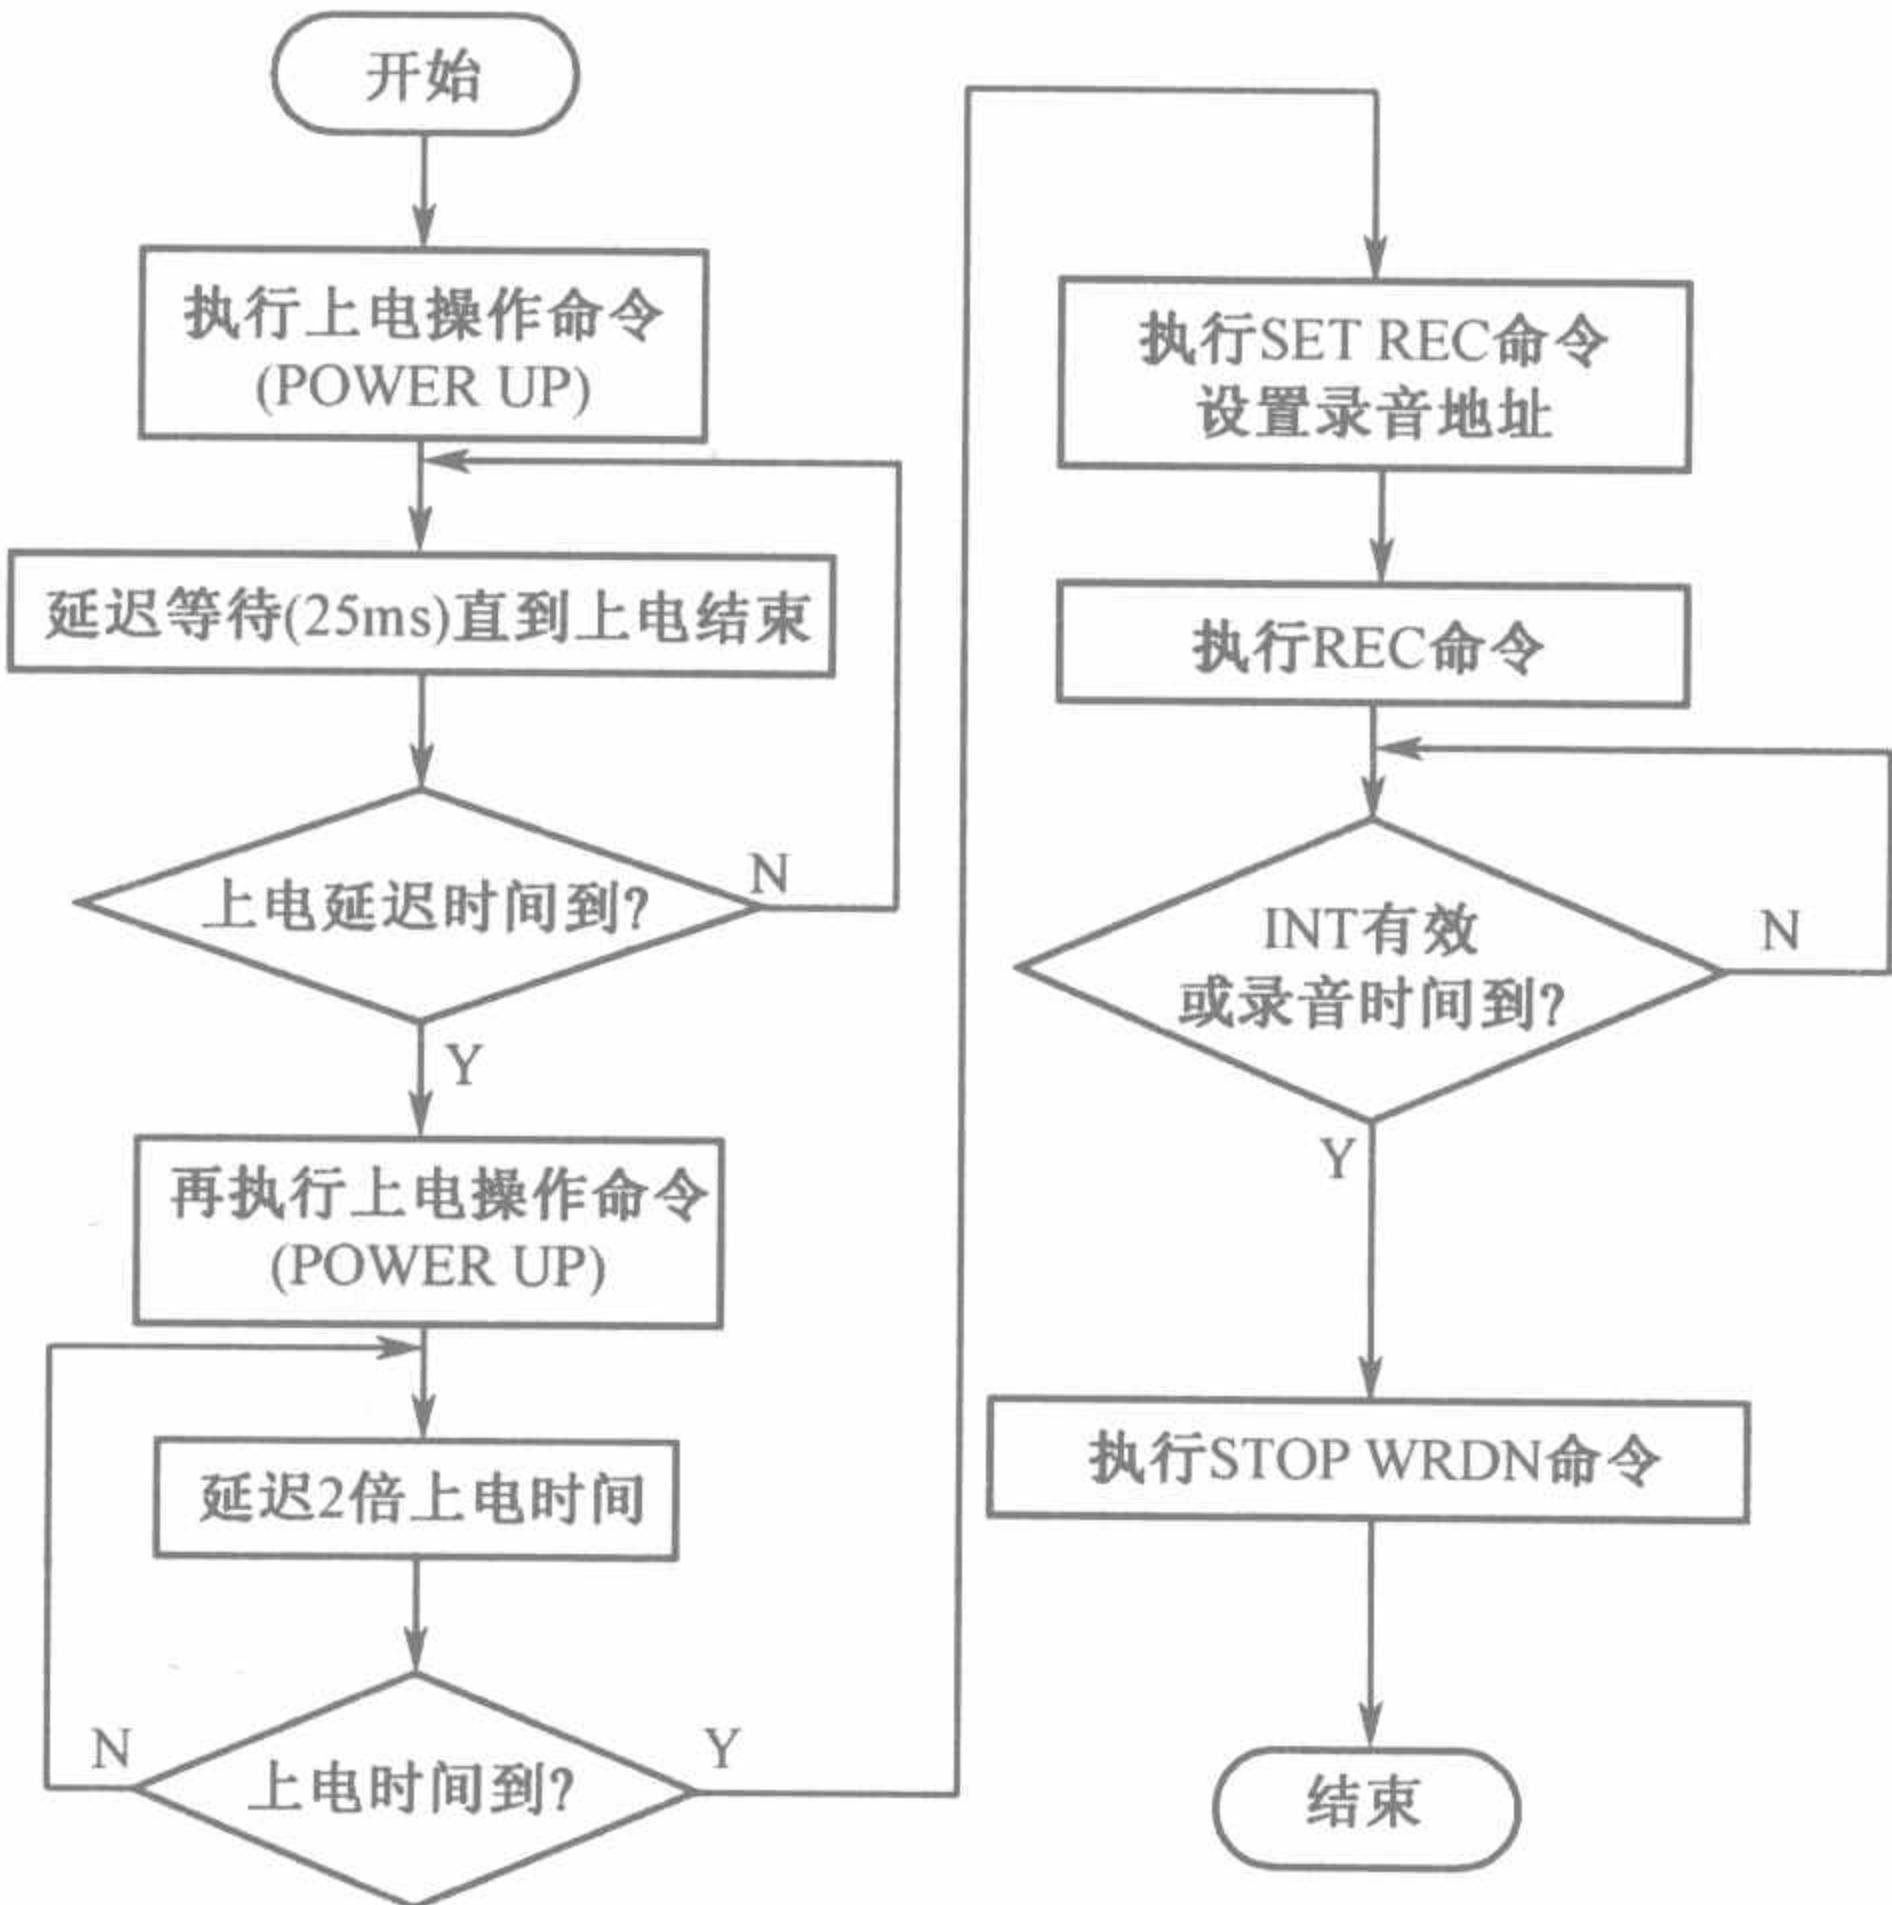 开始
执行上电操作命令
(POWER UP)
延迟等待(25ms)直到上电结束
上电延迟时间到?
N
Y
再执行上电操作命令
(POWER UP)
延迟2倍上电时间
上电时间到?
N
Y
执行SET REC命令
设置录音地址
执行REC命令
INT有效
或录音时间到?
N
Y
执行STOP WRDN命令
结束